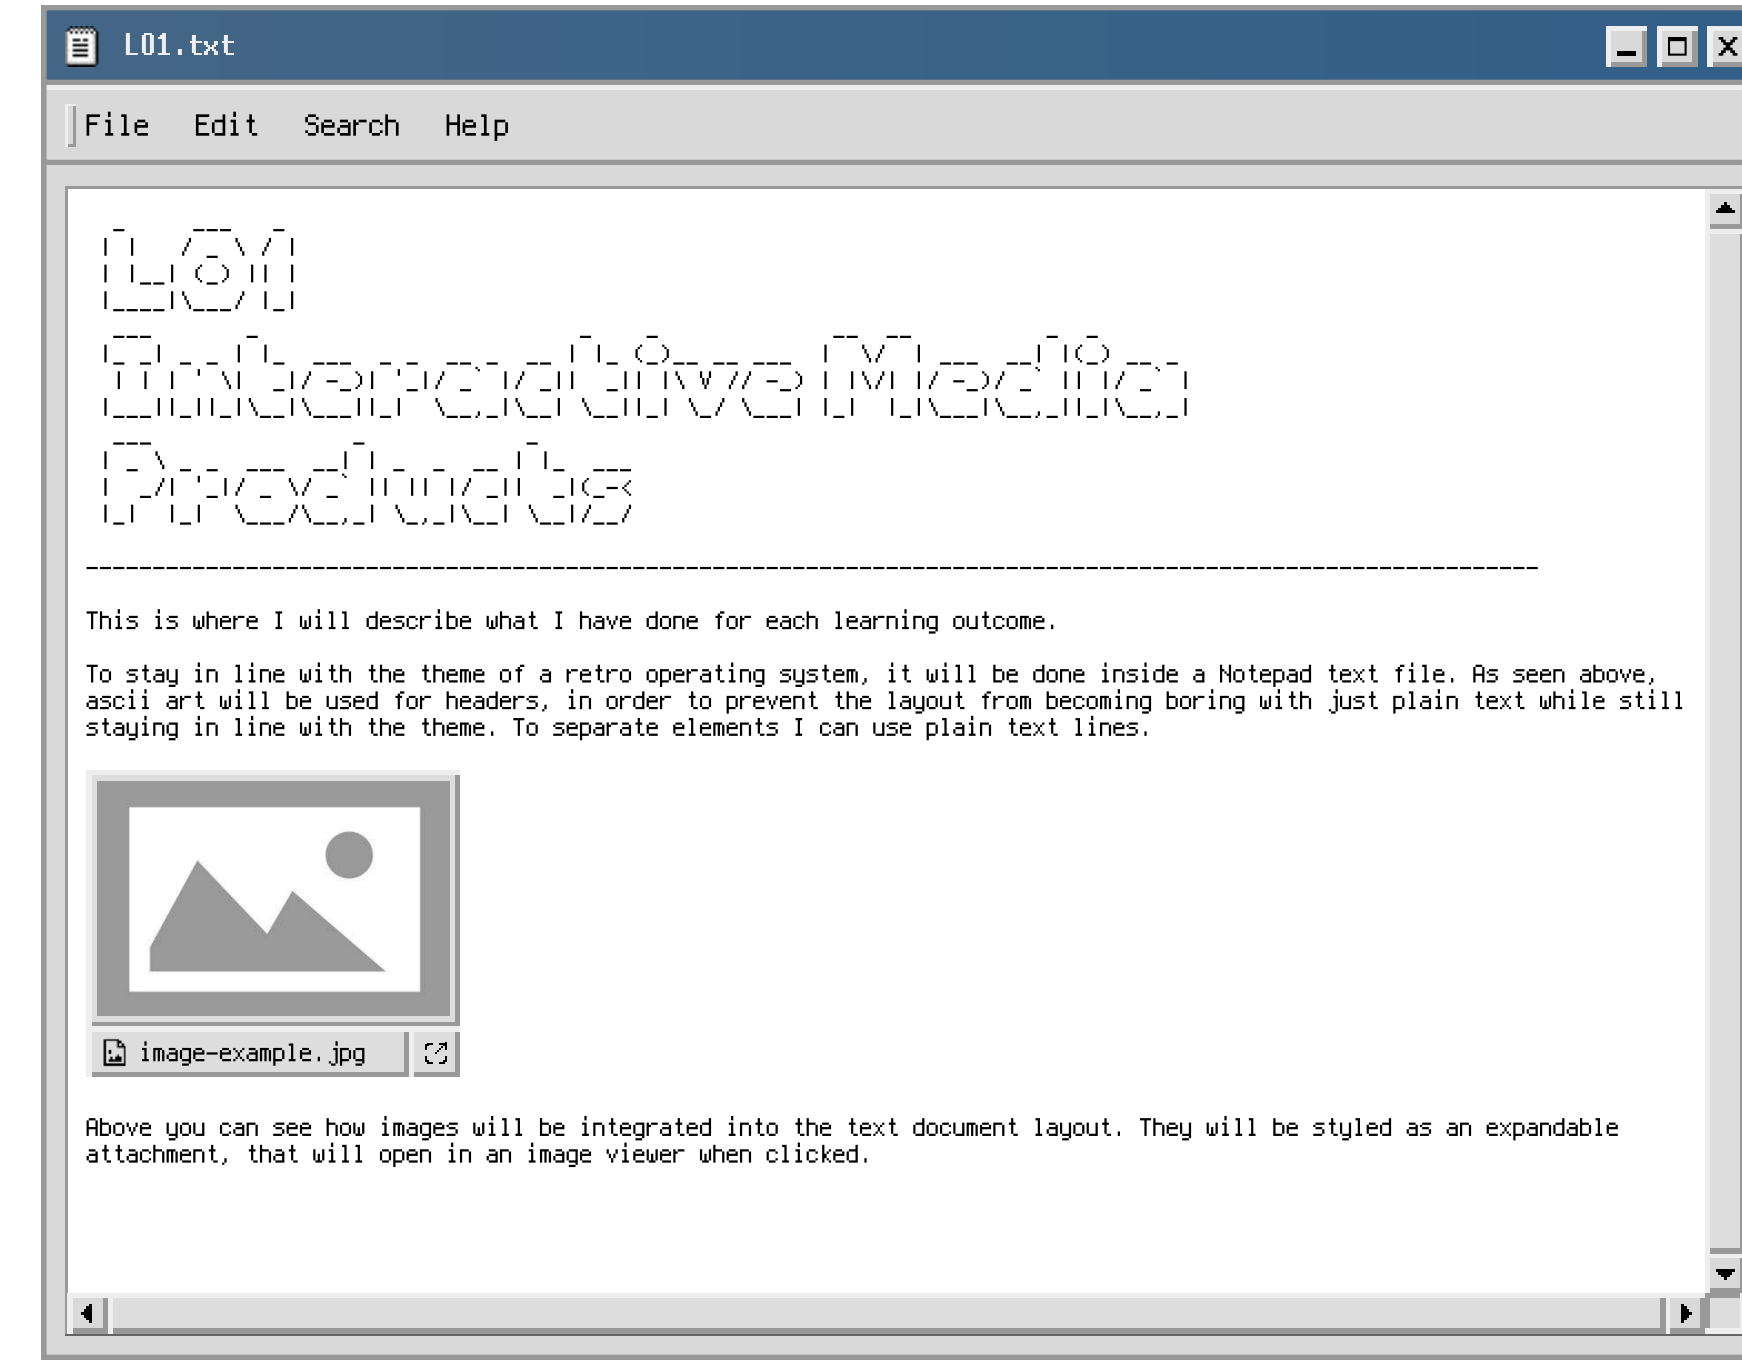 L01.txt
File Edit Search Help
LO1
Interactive Media
Products
--------------------------------------------------------------------------------------------------------------
This is where I will describe what I have done for each learning outcome.
To stay in line with the theme of a retro operating system, it will be done inside a Notepad text file. As seen above,
ascii art will be used for headers, in order to prevent the layout from becoming boring with just plain text while still
staying in line with the theme. To separate elements I can use plain text lines.
image-example.jpg
Above you can see how images will be integrated into the text document layout. They will be styled as an expandable
attachment, that will open in an image viewer when clicked.